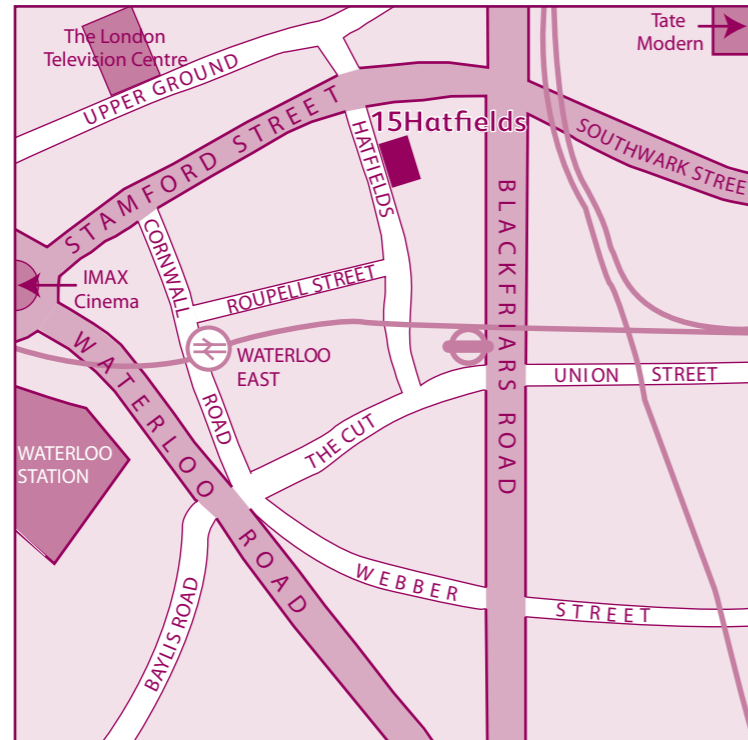 The London
Television Centre
Tate
Modern
UPPER GROUND
STAMFORD STREET
15Hatfields
HATFIELDS
SOUTHWARK STREE
BLACKFRIARS ROAD
CORNWALL
ROAD
IMAX
Cinema
ROUPELL STREET
WATERLOO ROAD
WATERLOO
EAST
UNION STREET
THE CUT
WATERLOO
STATION
WEBBER STREET
BAYLIS ROAD